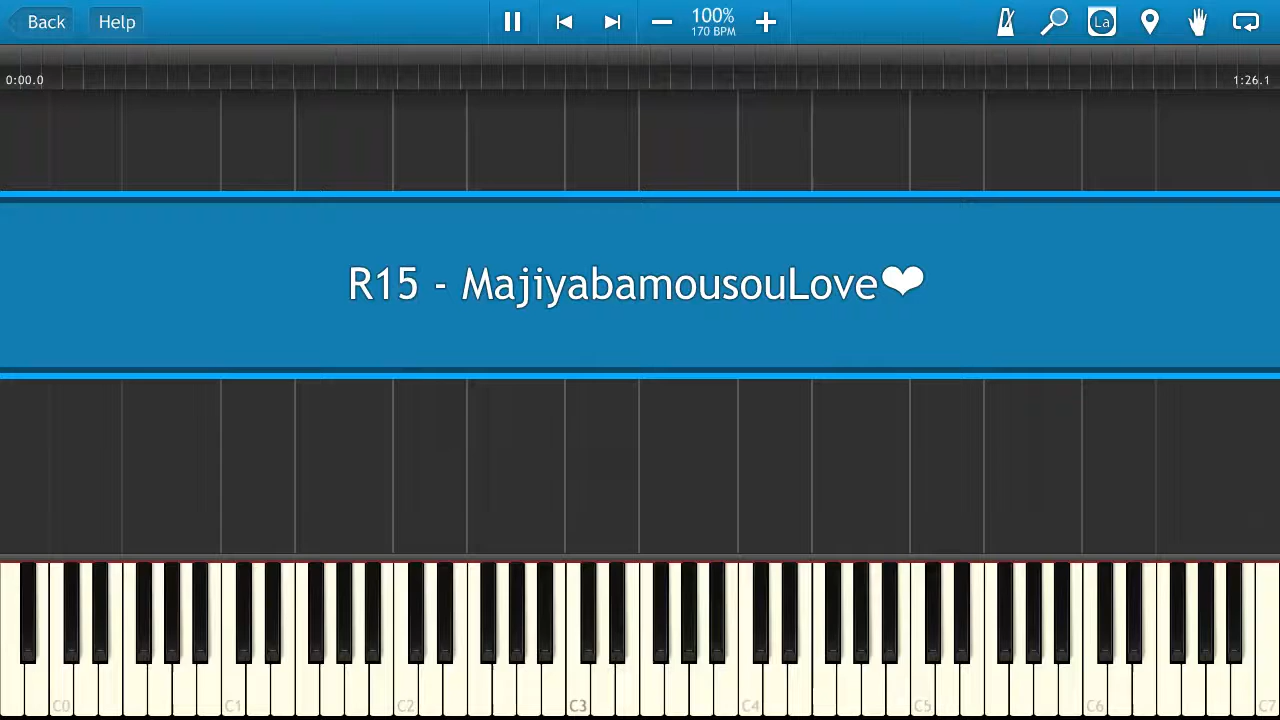 Back
Help
100%
170 BPM
La
0:00.0
1:26.1
R15 - MajiyabamousouLove❤
C0
C1
C2
C3
C4
C5
C6
C7